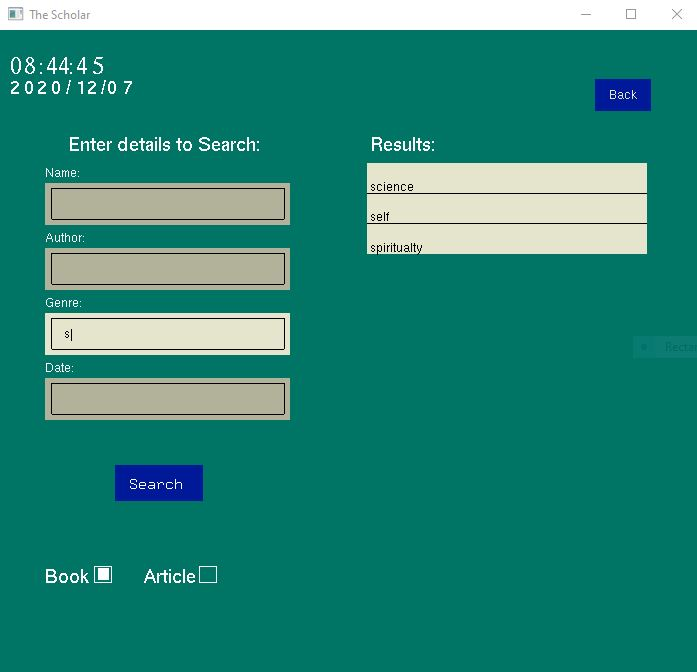 The Scholar
08:44:45
2020/12/07
Back
Enter details to Search:
Name:
Author:
Genre:
s
Date:
Search
Book
Article
Results:
science
self
spiritualty